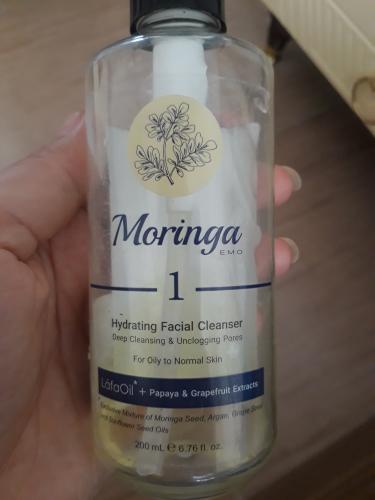 Moringa
EMO
1
Hydrating Facial Cleanser
Deep Cleansing & Unclogging Pores
For Oily to Normal Skin
LáfaOil* + Papaya & Grapefruit Extracts
*Exclusive Mixture of Moringa Seed, Argan, Grape Seed
and Sunflower Seed Oils
200 mL ℮ 6.76 fl. oz.